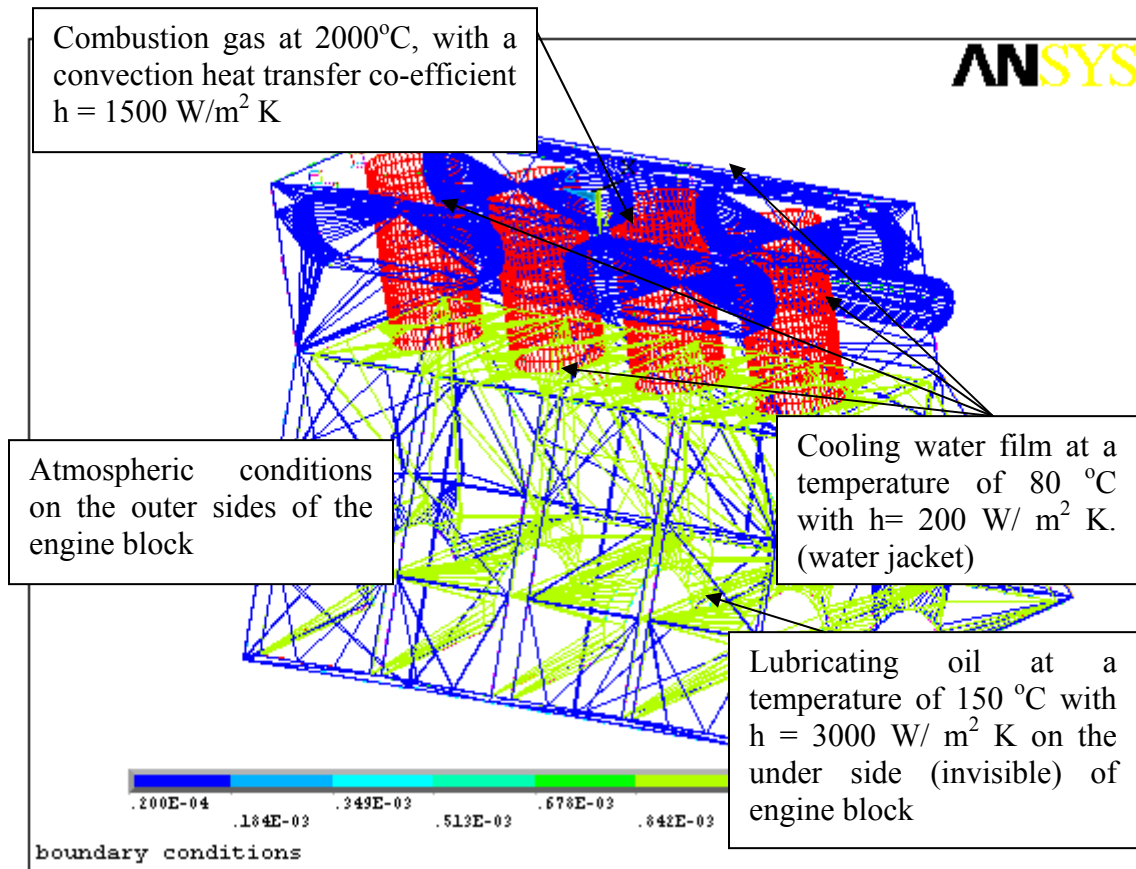 Combustion gas at 2000°C, with a
convection heat transfer co-efficient
h = 1500 W/m² K
ANSYS
Atmospheric conditions
on the outer sides of the
engine block
Cooling water film at a
temperature of 80 °C
with h= 200 W/ m² K.
(water jacket)
Lubricating oil at a
temperature of 150 °C with
h = 3000 W/ m² K on the
under side (invisible) of
engine block
.200E-04
.184E-03
.349E-03
.513E-03
.678E-03
.842E-03
boundary conditions